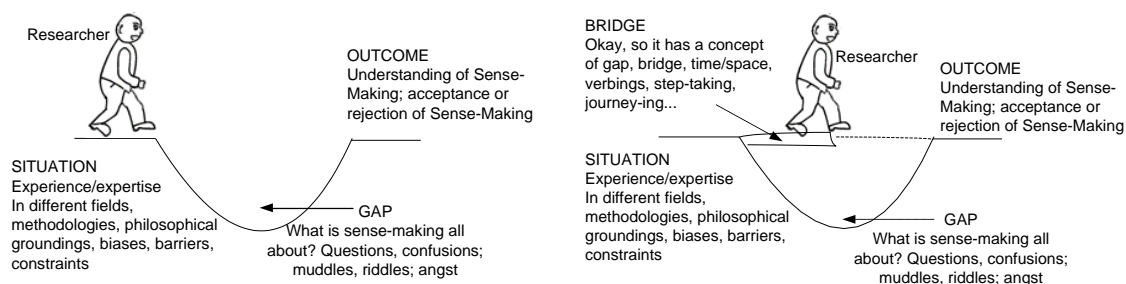 Researcher
OUTCOME
Understanding of Sense-
Making; acceptance or
rejection of Sense-Making
SITUATION
Experience/expertise
In different fields,
methodologies, philosophical
groundings, biases, barriers,
constraints
GAP
What is sense-making all
about? Questions, confusions;
muddles, riddles; angst
BRIDGE
Okay, so it has a concept
of gap, bridge, time/space,
verbings, step-taking,
journey-ing...
Researcher
OUTCOME
Understanding of Sense-
Making; acceptance or
rejection of Sense-Making
SITUATION
Experience/expertise
In different fields,
methodologies, philosophical
groundings, biases, barriers,
constraints
GAP
What is sense-making all
about? Questions, confusions;
muddles, riddles; angst